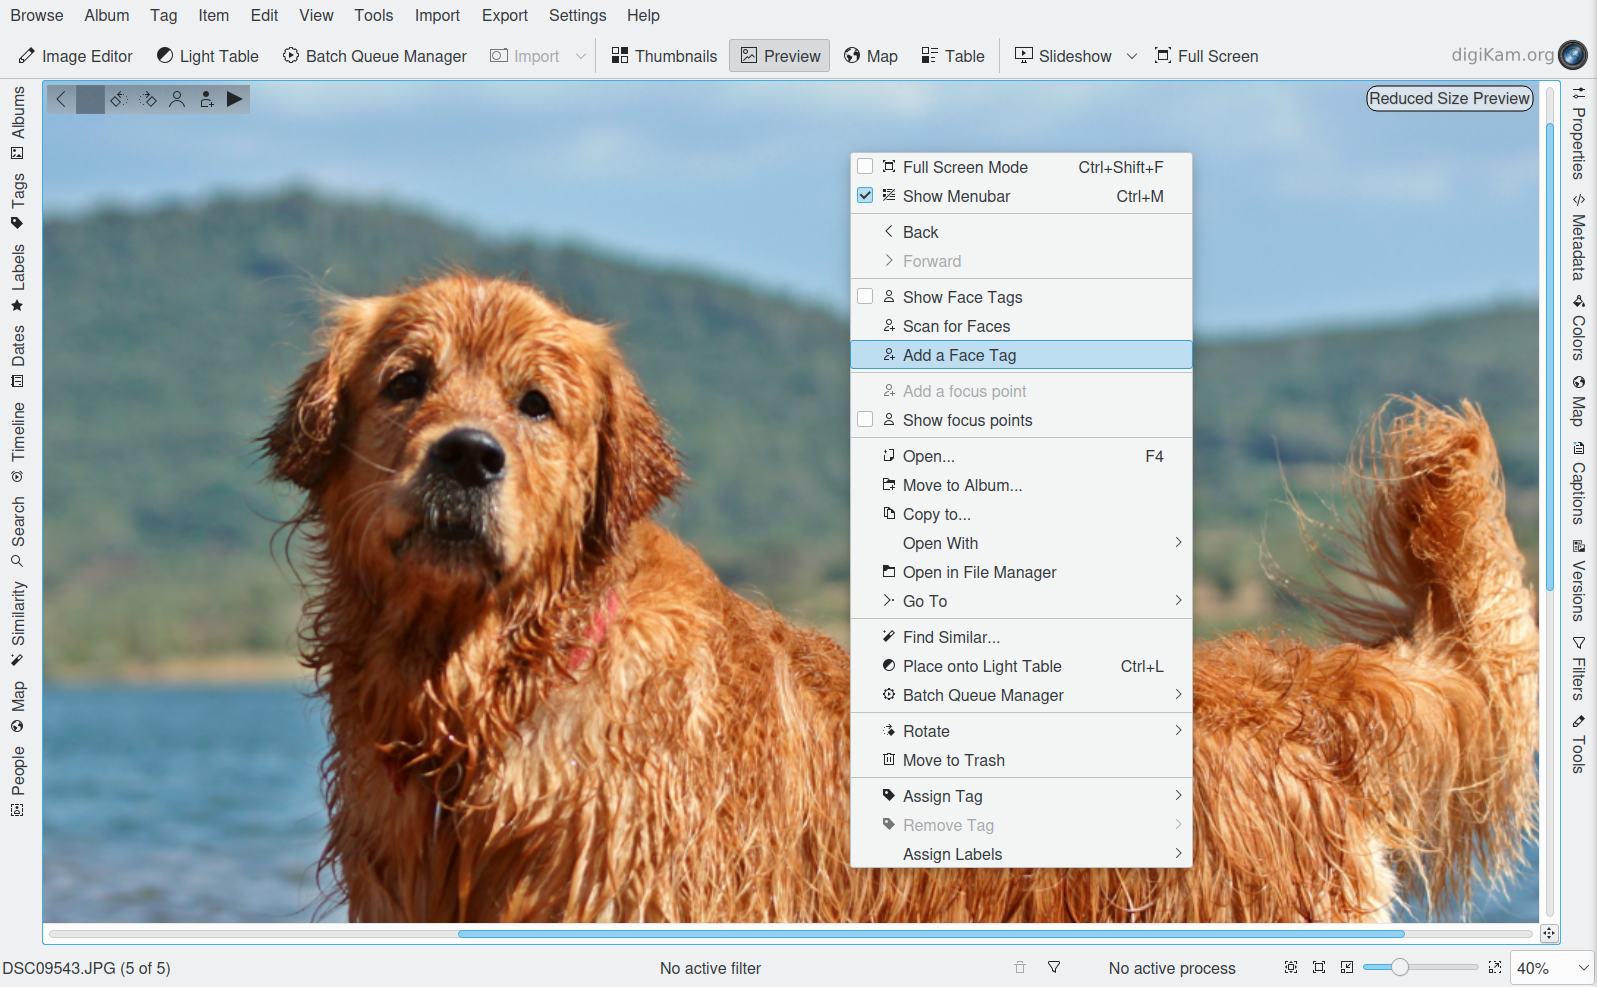 Browse Album Tag Item Edit View Tools Import Export Settings Help
Image Editor Light Table Batch Queue Manager Import Thumbnails Preview Map Table Slideshow Full Screen digiKam.org
Albums
Tags
Labels
Dates
Timeline
Search
Similarity
Map
People
Reduced Size Preview
Full Screen Mode Ctrl+Shift+F
Show Menubar Ctrl+M
Back
Forward
Show Face Tags
Scan for Faces
Add a Face Tag
Add a focus point
Show focus points
Open... F4
Move to Album...
Copy to...
Open With
Open in File Manager
Go To
Find Similar...
Place onto Light Table Ctrl+L
Batch Queue Manager
Rotate
Move to Trash
Assign Tag
Remove Tag
Assign Labels
Properties
Metadata
Colors
Map
Captions
Versions
Filters
Tools
DSC09543.JPG (5 of 5) No active filter No active process 40%